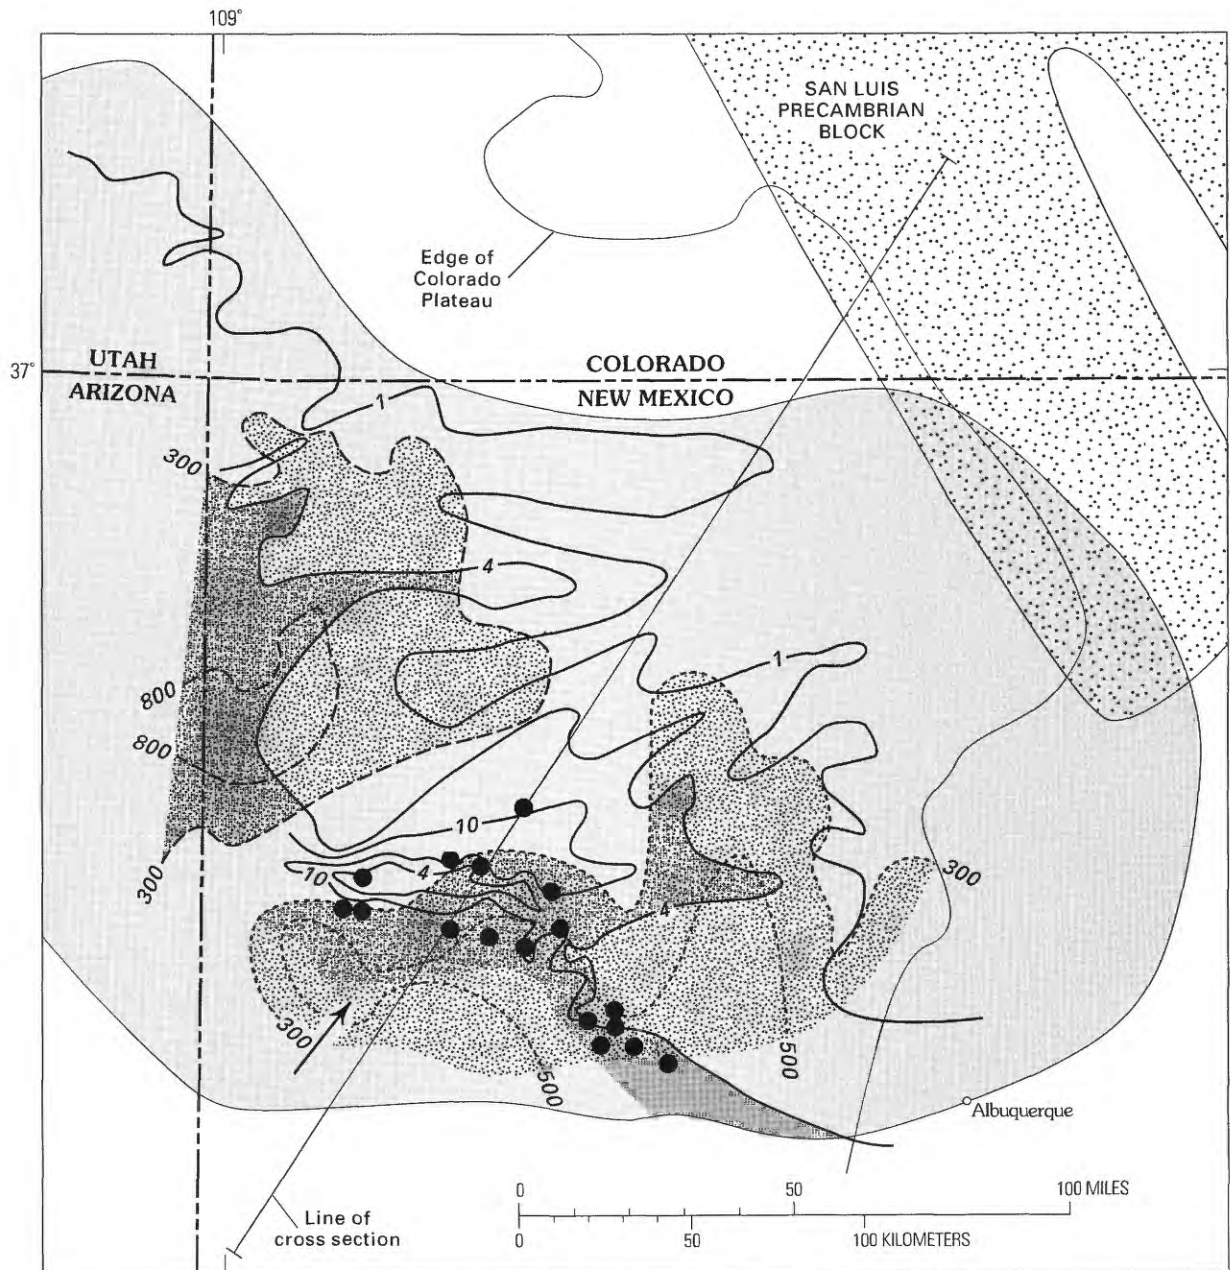 109°
SAN LUIS
PRECAMBRIAN
BLOCK
Edge of
Colorado
Plateau
37°
UTAH
COLORADO
ARIZONA
NEW MEXICO
1
300
4
1
800
800
10
4
10
300
300
4
300
500
500
Albuquerque
0 50 100 MILES
0 50 100 KILOMETERS
Line of
cross section